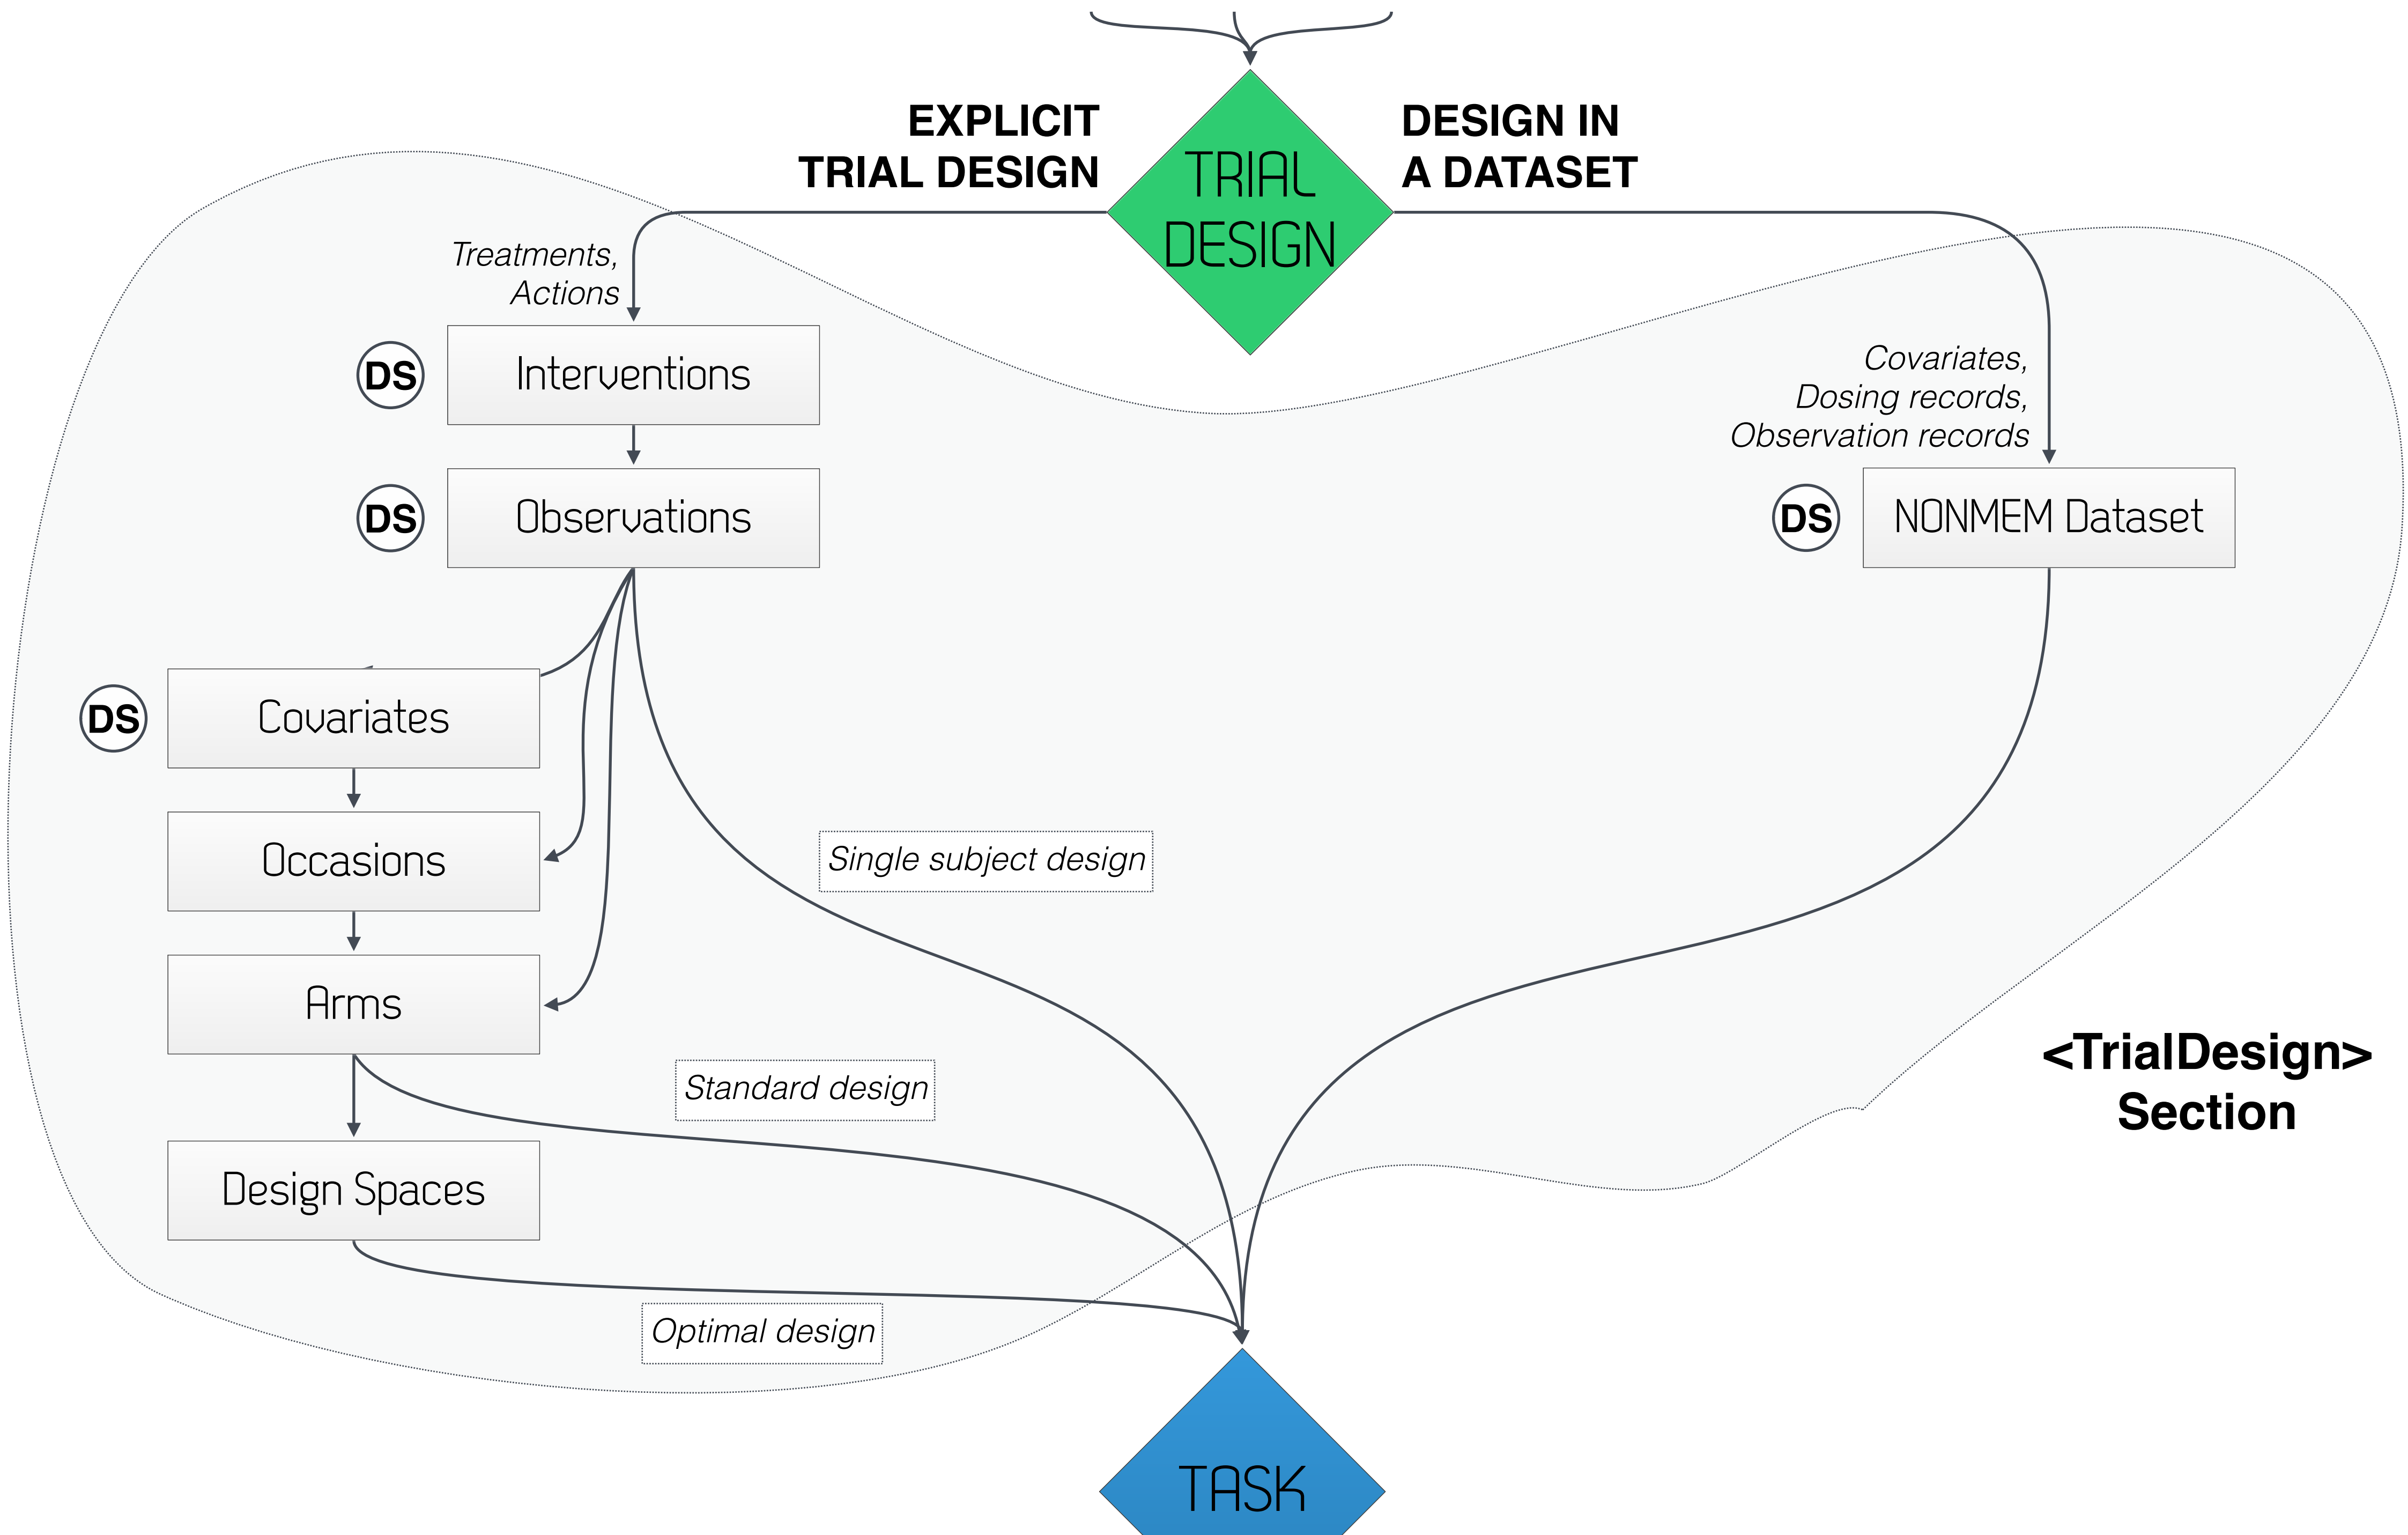 EXPLICIT
TRIAL DESIGN
DESIGN IN
A DATASET
TRIAL
DESIGN
Treatments,
Actions
DS
Interventions
Covariates,
Dosing records,
Observation records
DS
Observations
DS
NONMEM Dataset
DS
Covariates
Occasions
Single subject design
Arms
<TrialDesign>
Section
Standard design
Design Spaces
Optimal design
TASK